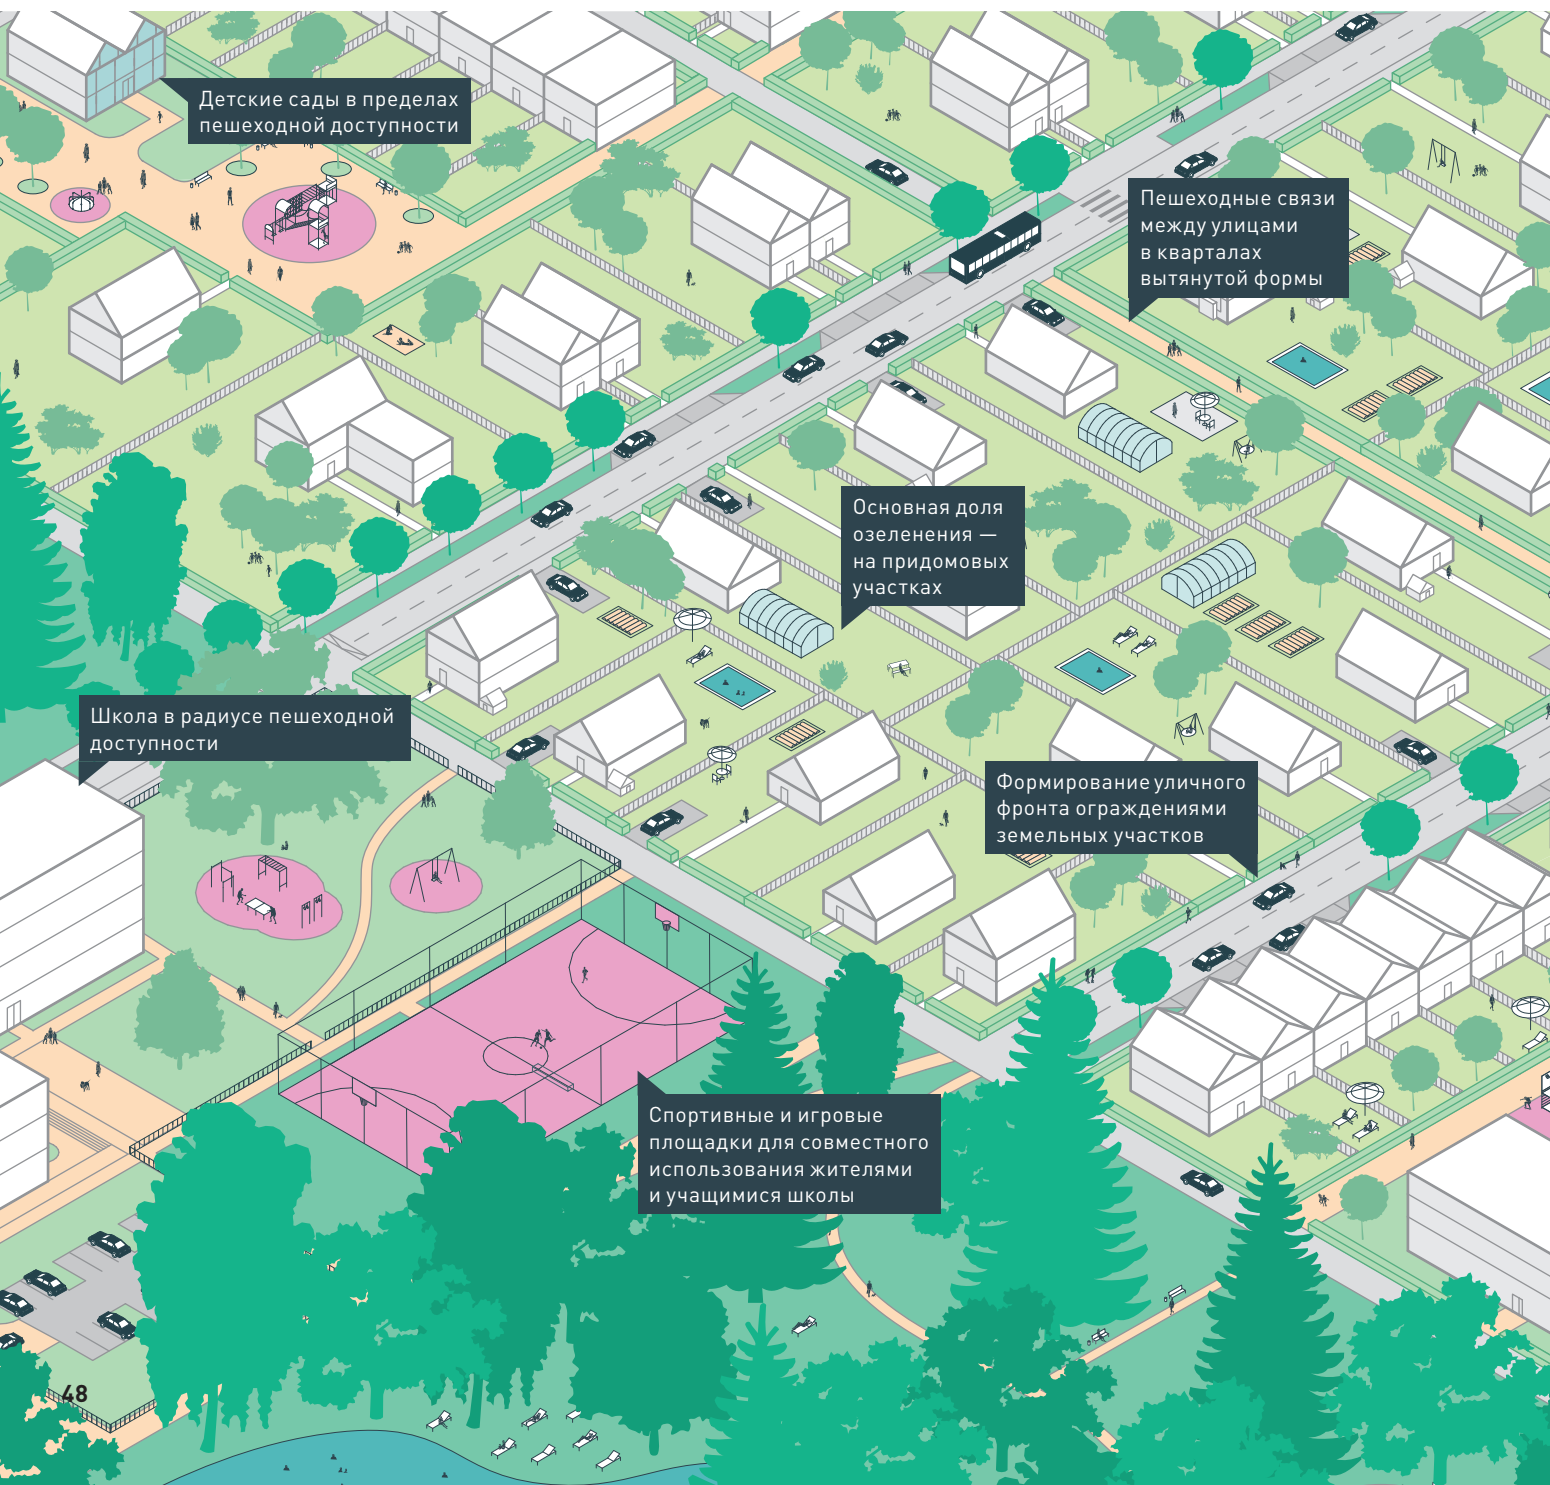 Детские сады в пределах
пешеходной доступности
Пешеходные связи
между улицами
в кварталах
вытянутой формы
Основная доля
озеленения —
на придомовых
участках
Школа в радиусе пешеходной
доступности
Формирование уличного
фронта ограждениями
земельных участков
Спортивные и игровые
площадки для совместного
использования жителями
и учащимися школы
48